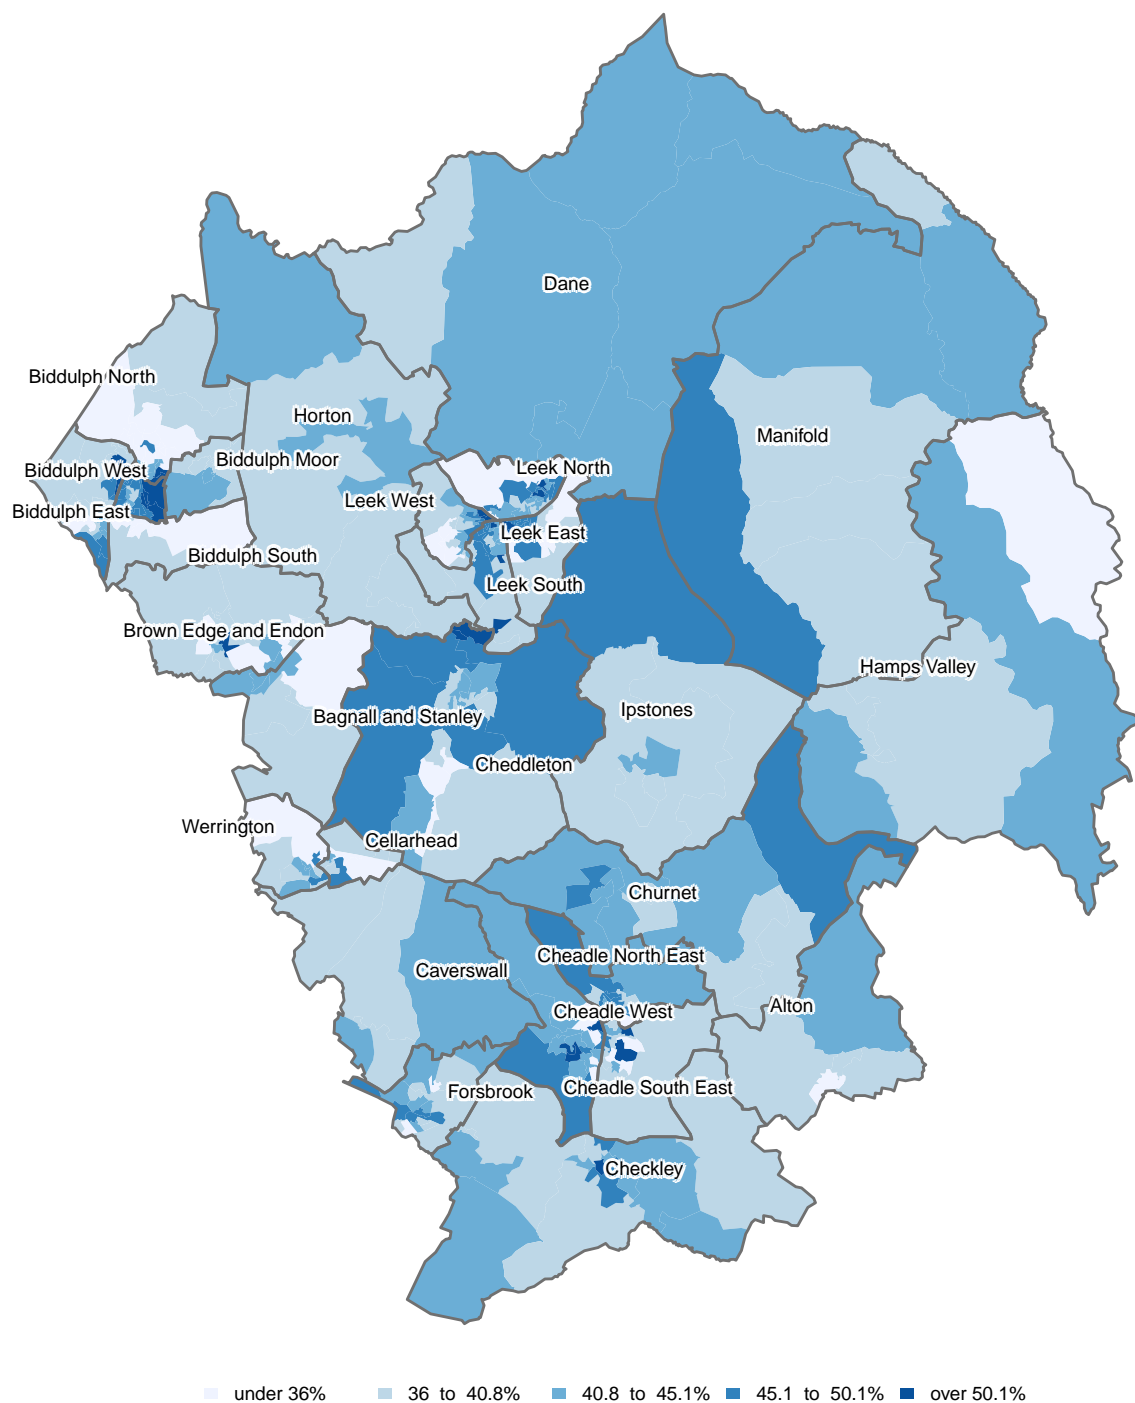 Dane
Biddulph North
Horton
Manifold
Biddulph Moor
Leek North
Biddulph West
Leek West
Biddulph East
Leek East
Biddulph South
Leek South
Brown Edge and Endon
Hamps Valley
Ipstones
Bagnall and Stanley
Cheddleton
Werrington
Cellarhead
Churnet
Cheadle North East
Caverswall
Alton
Cheadle West
Cheadle South East
Forsbrook
Checkley
under 36% 36 to 40.8% 40.8 to 45.1% 45.1 to 50.1% over 50.1%